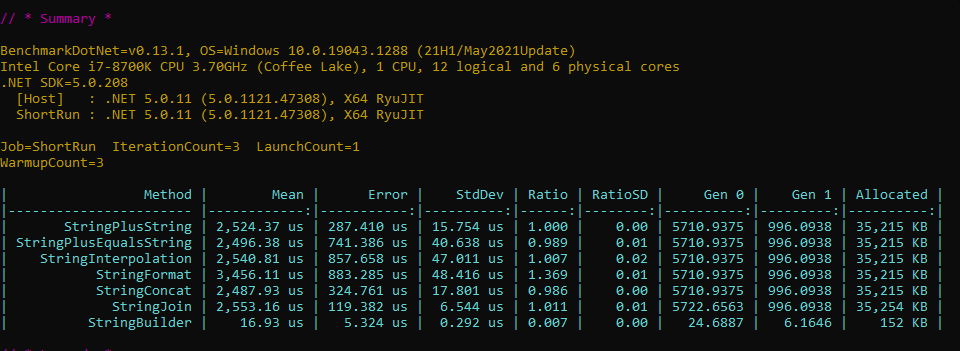 // * Summary *
BenchmarkDotNet=v0.13.1, OS=Windows 10.0.19043.1288 (21H1/May2021Update)
Intel Core i7-8700K CPU 3.70GHz (Coffee Lake), 1 CPU, 12 logical and 6 physical cores
.NET SDK=5.0.208
  [Host]   : .NET 5.0.11 (5.0.1121.47308), X64 RyuJIT
  ShortRun : .NET 5.0.11 (5.0.1121.47308), X64 RyuJIT
Job=ShortRun  IterationCount=3  LaunchCount=1
WarmupCount=3
|                 Method |        Mean |      Error |    StdDev | Ratio | RatioSD |     Gen 0 |    Gen 1 | Allocated |
|----------------------- |------------:|-----------:|----------:|------:|--------:|----------:|---------:|----------:|
|       StringPlusString | 2,524.37 us | 287.410 us | 15.754 us | 1.000 |    0.00 | 5710.9375 | 996.0938 | 35,215 KB |
| StringPlusEqualsString | 2,496.38 us | 741.386 us | 40.638 us | 0.989 |    0.01 | 5710.9375 | 996.0938 | 35,215 KB |
|    StringInterpolation | 2,540.81 us | 857.658 us | 47.011 us | 1.007 |    0.02 | 5710.9375 | 996.0938 | 35,215 KB |
|           StringFormat | 3,456.11 us | 883.285 us | 48.416 us | 1.369 |    0.01 | 5710.9375 | 996.0938 | 35,215 KB |
|           StringConcat | 2,487.93 us | 324.761 us | 17.801 us | 0.986 |    0.00 | 5710.9375 | 996.0938 | 35,215 KB |
|             StringJoin | 2,553.16 us | 119.382 us |  6.544 us | 1.011 |    0.01 | 5722.6563 | 996.0938 | 35,254 KB |
|          StringBuilder |    16.93 us |   5.324 us |  0.292 us | 0.007 |    0.00 |   24.6887 |   6.1646 |    152 KB |